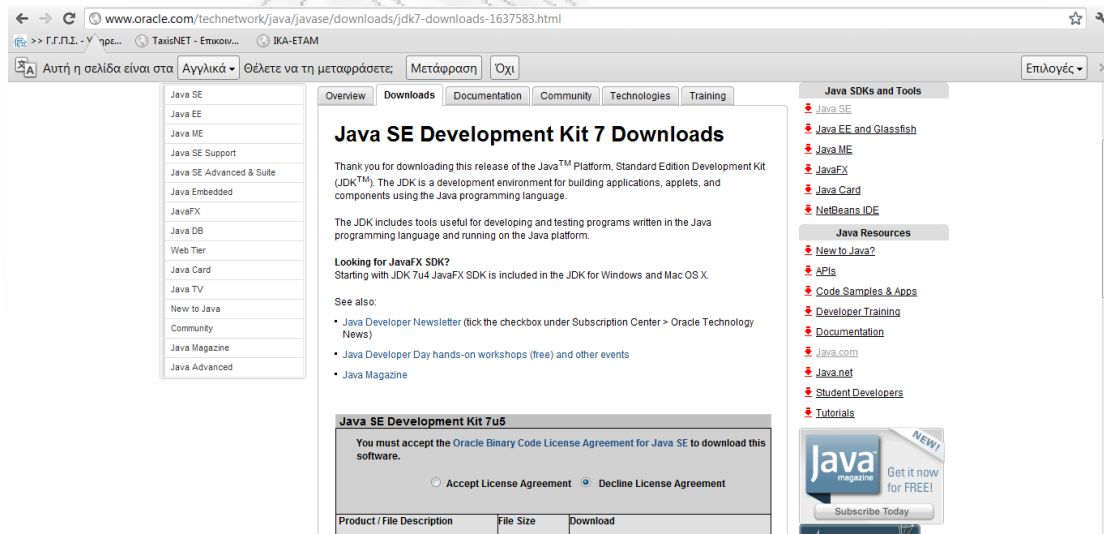 www.oracle.com/technetwork/java/javase/downloads/jdk7-downloads-1637583.html
>> Γ.Γ.Π.Σ. - Υ ηρε... TaxisNET - Επικοιν... IKA-ETAM
Αυτή η σελίδα είναι στα Αγγλικά Θέλετε να τη μεταφράσετε; Μετάφραση Όχι Επιλογές
Java SE
Java EE
Java ME
Java SE Support
Java SE Advanced & Suite
Java Embedded
JavaFX
Java DB
Web Tier
Java Card
Java TV
New to Java
Community
Java Magazine
Java Advanced
Overview Downloads Documentation Community Technologies Training
Java SE Development Kit 7 Downloads
Thank you for downloading this release of the Java™ Platform, Standard Edition Development Kit
(JDK™). The JDK is a development environment for building applications, applets, and
components using the Java programming language.
The JDK includes tools useful for developing and testing programs written in the Java
programming language and running on the Java platform.
Looking for JavaFX SDK?
Starting with JDK 7u4 JavaFX SDK is included in the JDK for Windows and Mac OS X.
See also:
• Java Developer Newsletter (tick the checkbox under Subscription Center > Oracle Technology
News)
• Java Developer Day hands-on workshops (free) and other events
• Java Magazine
Java SE Development Kit 7u5
You must accept the Oracle Binary Code License Agreement for Java SE to download this
software.
Accept License Agreement Decline License Agreement
Product / File Description File Size Download
Java SDKs and Tools
Java SE
Java EE and Glassfish
Java ME
JavaFX
Java Card
NetBeans IDE
Java Resources
New to Java?
APIs
Code Samples & Apps
Developer Training
Documentation
Java.com
Java.net
Student Developers
Tutorials
NEW!
Java
magazine
Get it now
for FREE!
Subscribe Today